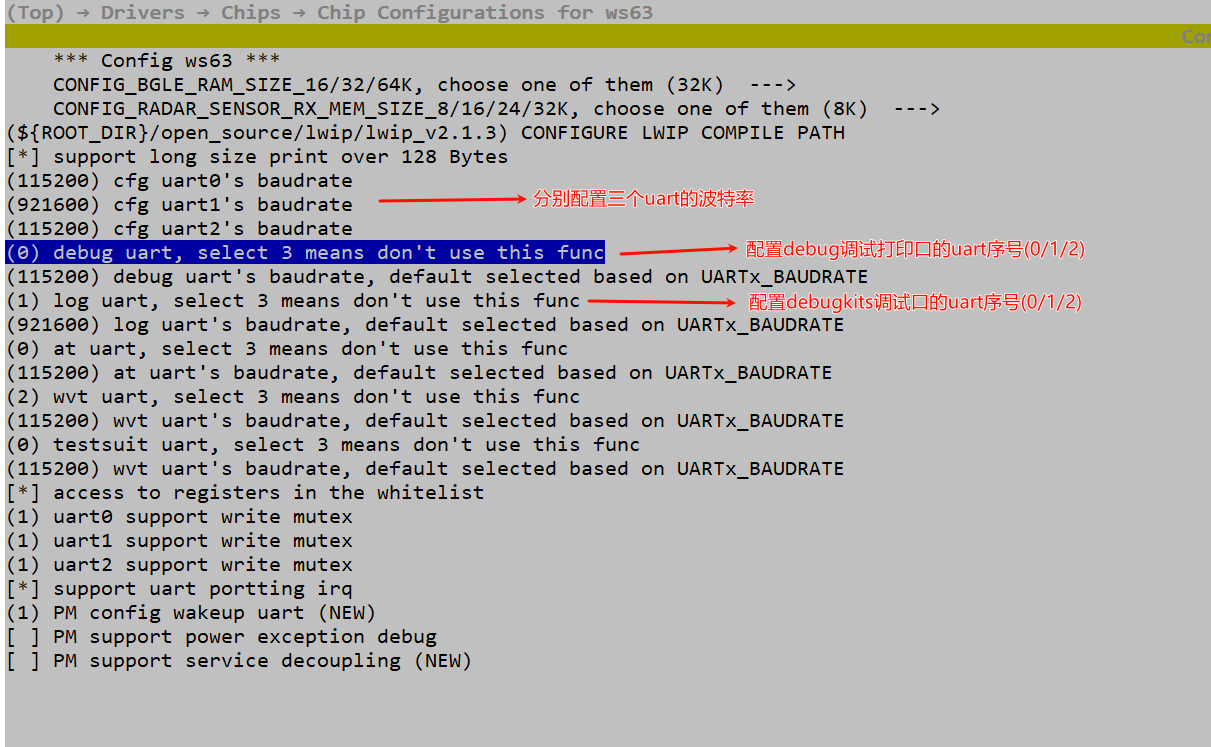 (Top) → Drivers → Chips → Chip Configurations for ws63
Co
*** Config ws63 ***
CONFIG_BGLE_RAM_SIZE_16/32/64K, choose one of them (32K)  --->
CONFIG_RADAR_SENSOR_RX_MEM_SIZE_8/16/24/32K, choose one of them (8K)  --->
(${ROOT_DIR}/open_source/lwip/lwip_v2.1.3) CONFIGURE LWIP COMPILE PATH
[*] support long size print over 128 Bytes
(115200) cfg uart0's baudrate
(921600) cfg uart1's baudrate 分别配置三个uart的波特率
(115200) cfg uart2's baudrate
(0) debug uart, select 3 means don't use this func 配置debug调试打印口的uart序号(0/1/2)
(115200) debug uart's baudrate, default selected based on UARTx_BAUDRATE
(1) log uart, select 3 means don't use this func 配置debugkits调试口的uart序号(0/1/2)
(921600) log uart's baudrate, default selected based on UARTx_BAUDRATE
(0) at uart, select 3 means don't use this func
(115200) at uart's baudrate, default selected based on UARTx_BAUDRATE
(2) wvt uart, select 3 means don't use this func
(115200) wvt uart's baudrate, default selected based on UARTx_BAUDRATE
(0) testsuit uart, select 3 means don't use this func
(115200) wvt uart's baudrate, default selected based on UARTx_BAUDRATE
[*] access to registers in the whitelist
(1) uart0 support write mutex
(1) uart1 support write mutex
(1) uart2 support write mutex
[*] support uart portting irq
(1) PM config wakeup uart (NEW)
[ ] PM support power exception debug
[ ] PM support service decoupling (NEW)